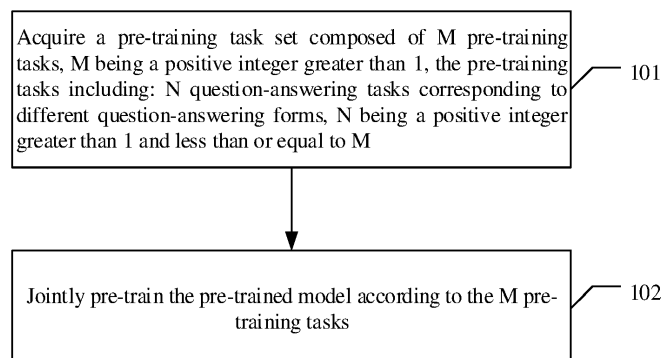 Acquire a pre-training task set composed of M pre-training
tasks, M being a positive integer greater than 1, the pre-training
tasks including: N question-answering tasks corresponding to
different question-answering forms, N being a positive integer
greater than 1 and less than or equal to M
101
Jointly pre-train the pre-trained model according to the M pre-
training tasks
102